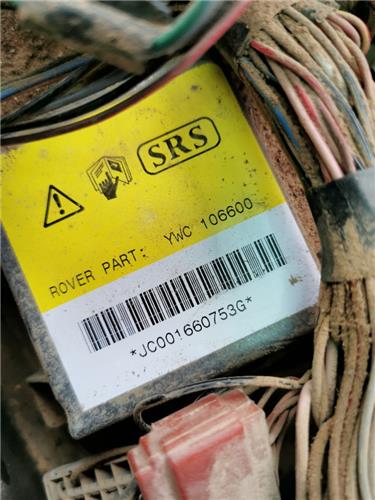 SRS
ROVER PART: YWC 106600
*JC001660753G*